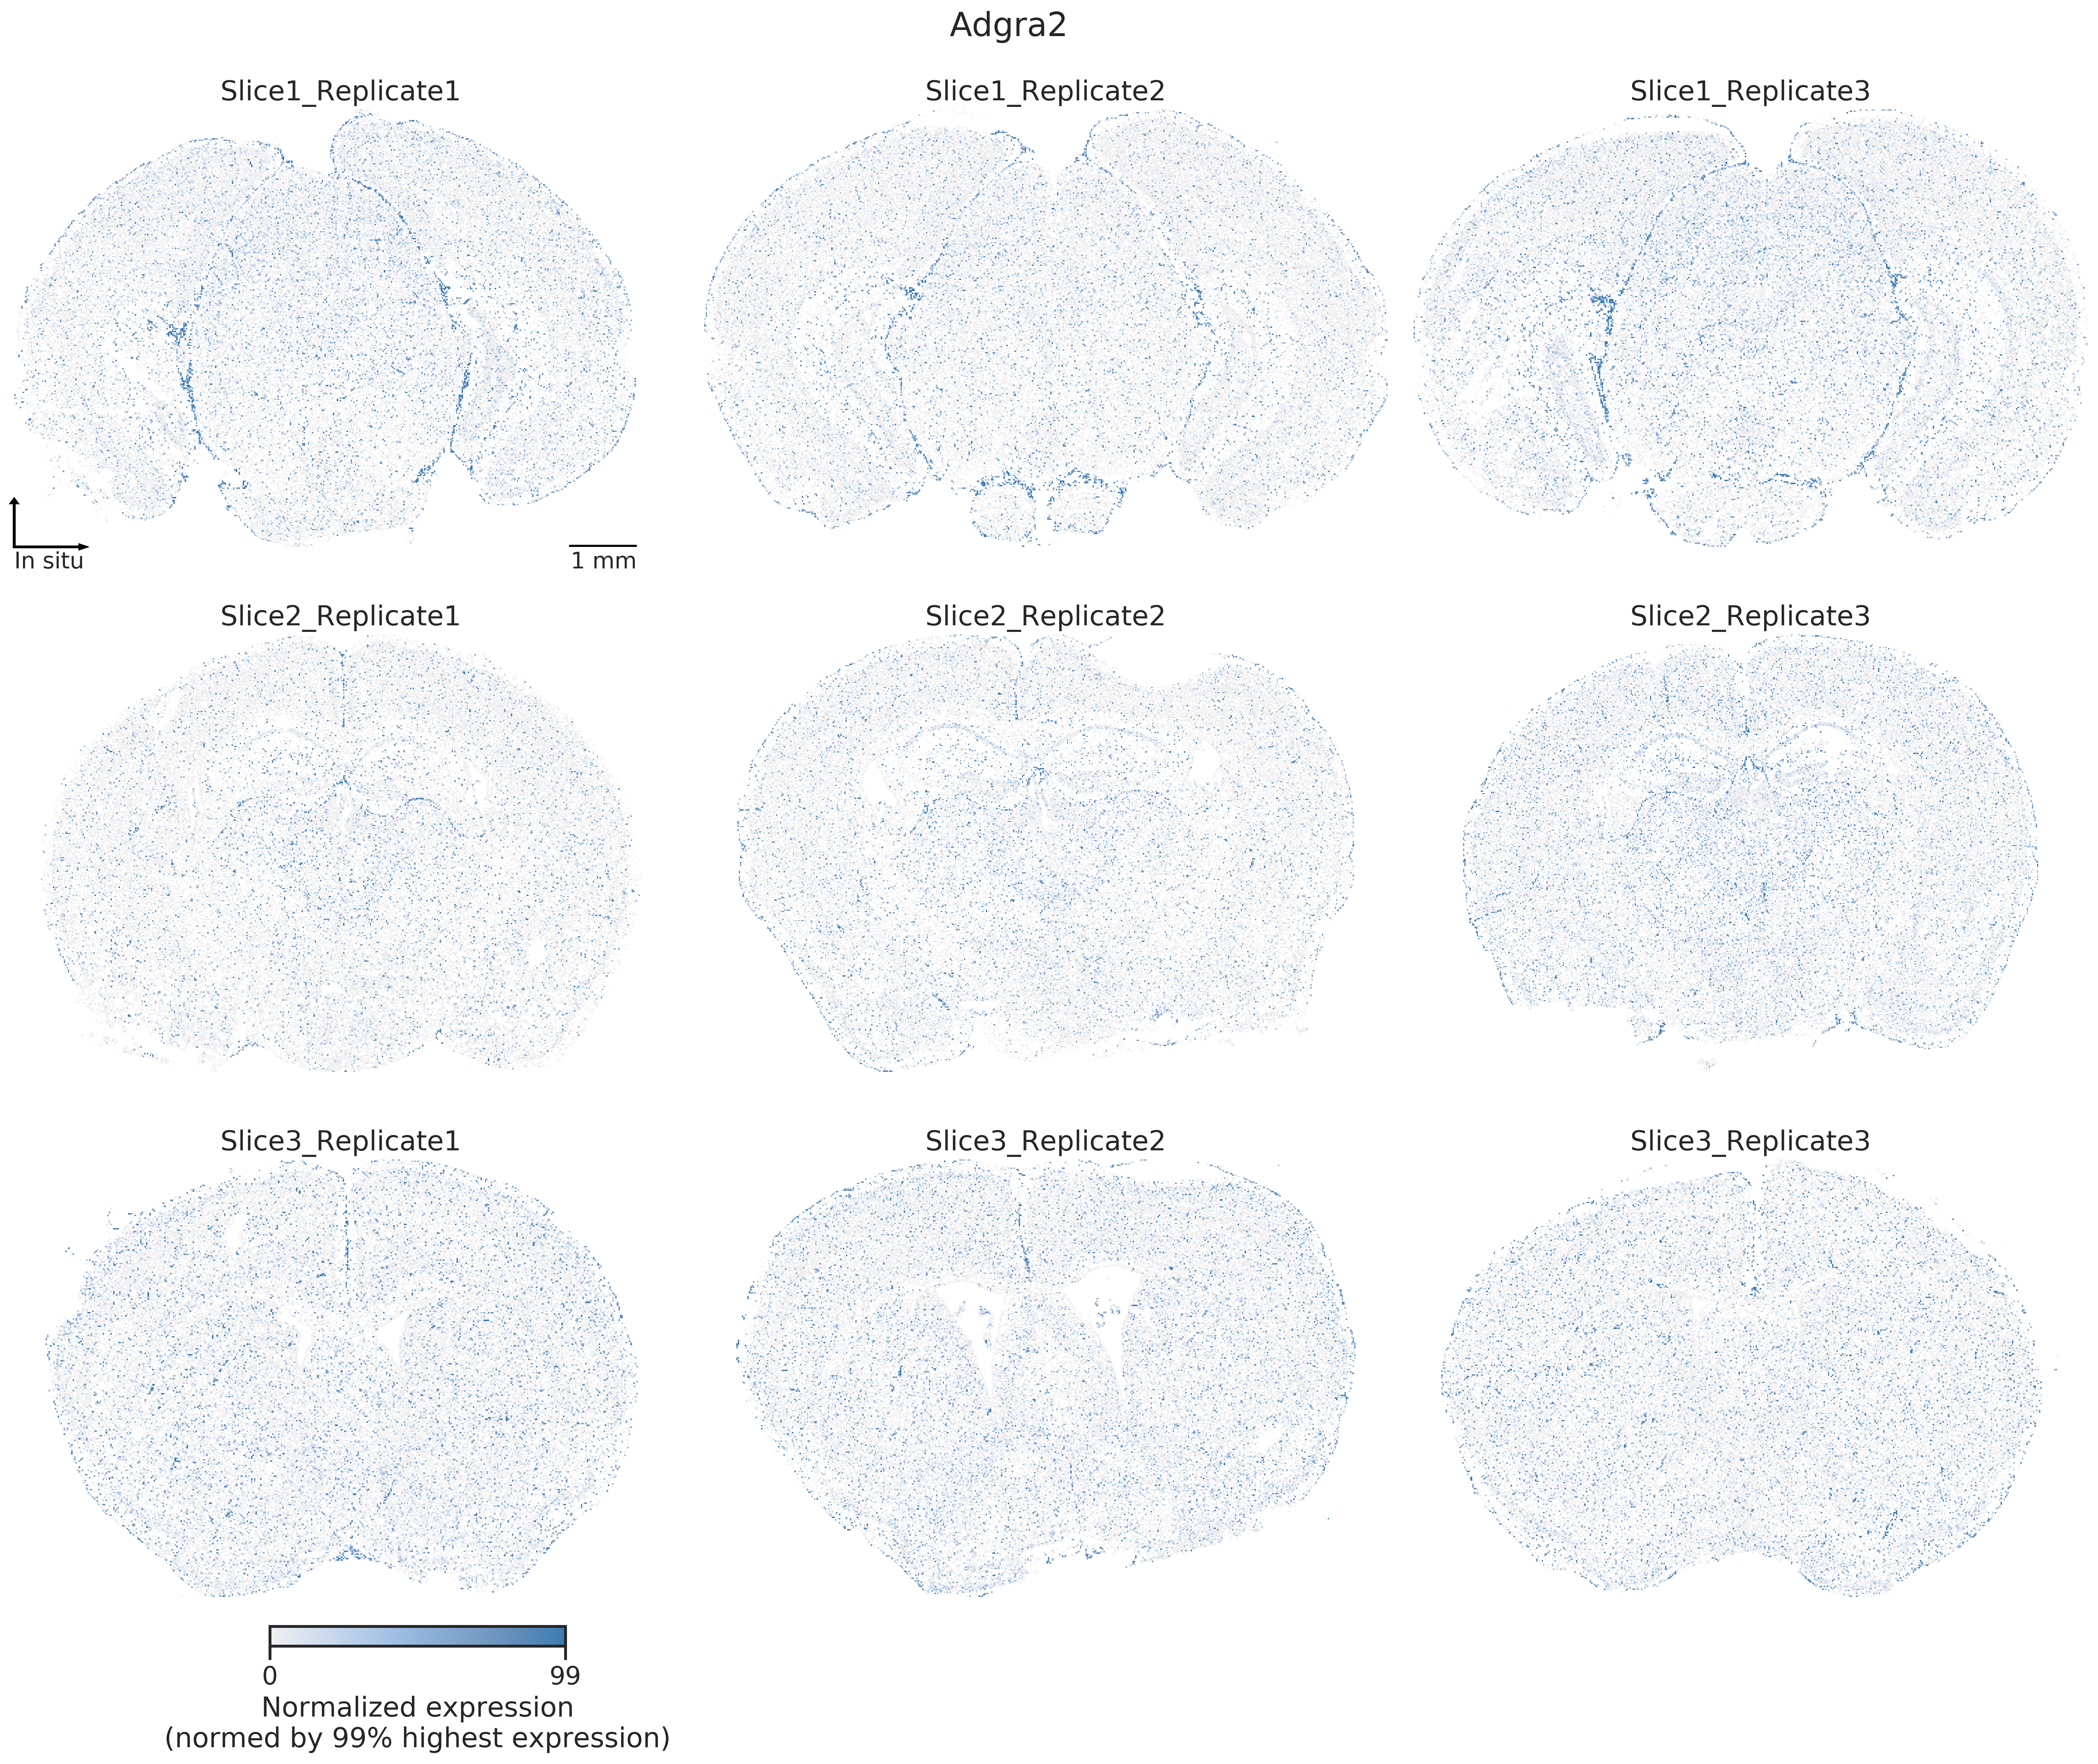 Adgra2
Slice1_Replicate1
Slice1_Replicate2
Slice1_Replicate3
In situ
1 mm
Slice2_Replicate1
Slice2_Replicate2
Slice2_Replicate3
Slice3_Replicate1
Slice3_Replicate2
Slice3_Replicate3
0
99
Normalized expression
(normed by 99% highest expression)